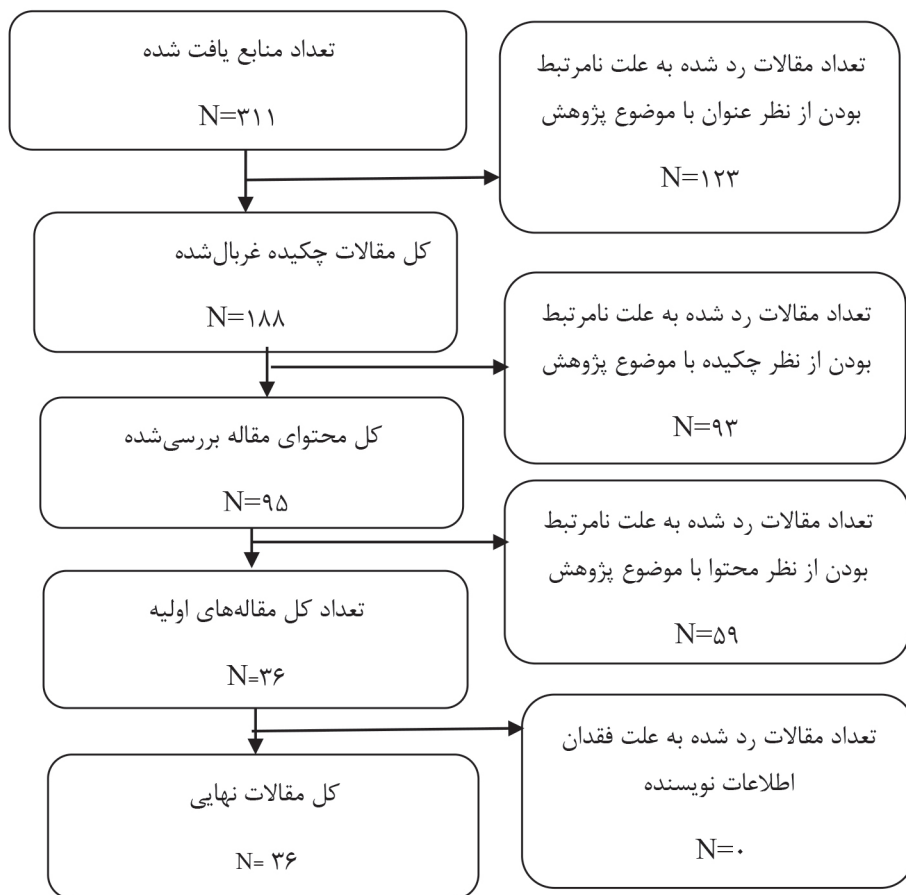 تعداد منابع یافت شده
N=۳۱۱
تعداد مقالات رد شده به علت نامرتبط
بودن از نظر عنوان با موضوع پژوهش
N=۱۲۳
کل مقالات چکیده غربال‌شده
N=۱۸۸
تعداد مقالات رد شده به علت نامرتبط
بودن از نظر چکیده با موضوع پژوهش
N=۹۳
کل محتوای مقاله بررسی‌شده
N=۹۵
تعداد مقالات رد شده به علت نامرتبط
بودن از نظر محتوا با موضوع پژوهش
N=۵۹
تعداد کل مقاله‌های اولیه
N=۳۶
تعداد مقالات رد شده به علت فقدان
اطلاعات نویسنده
N=۰
کل مقالات نهایی
N= ۳۶